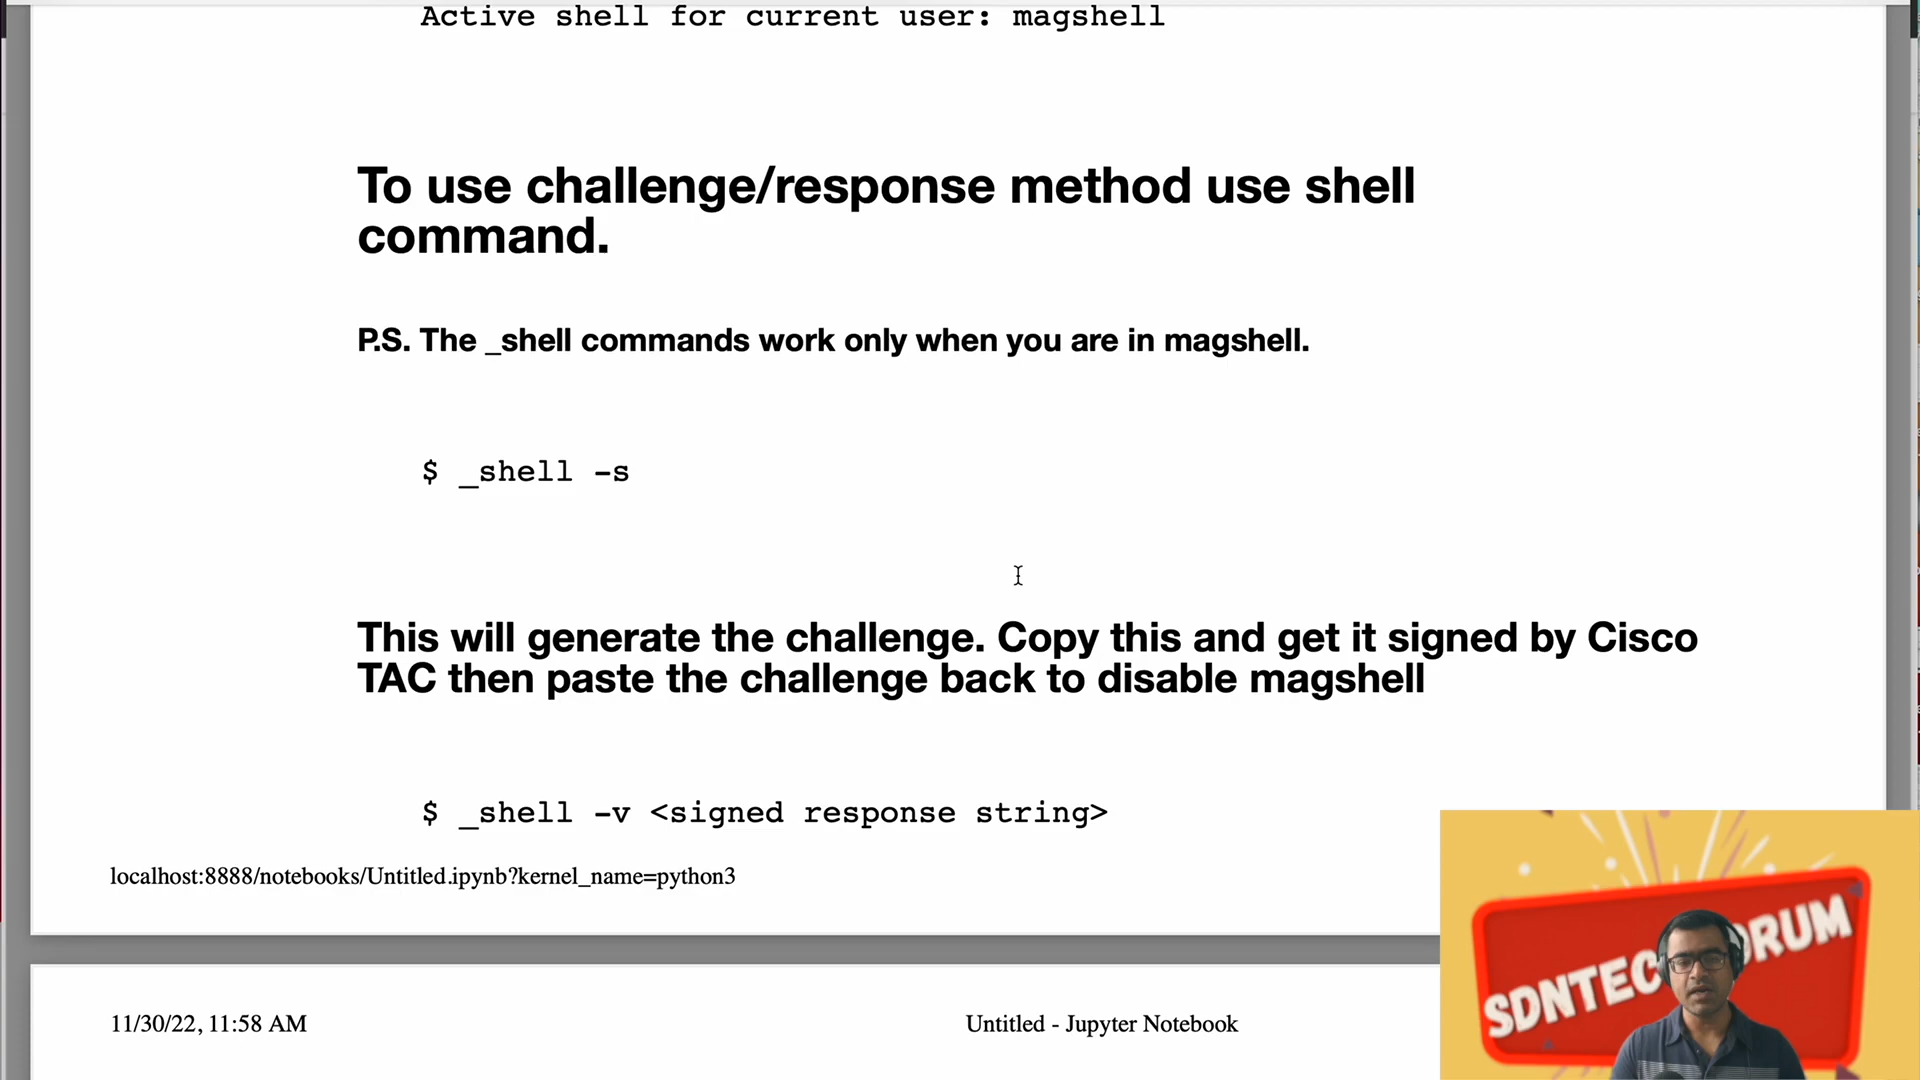 Active shell for current user: magshell
To use challenge/response method use shell
command.
P.S. The _shell commands work only when you are in magshell.
$ _shell -s
This will generate the challenge. Copy this and get it signed by Cisco
TAC then paste the challenge back to disable magshell
$ _shell -v <signed response string>
localhost:8888/notebooks/Untitled.ipynb?kernel_name=python3
11/30/22, 11:58 AM
Untitled - Jupyter Notebook